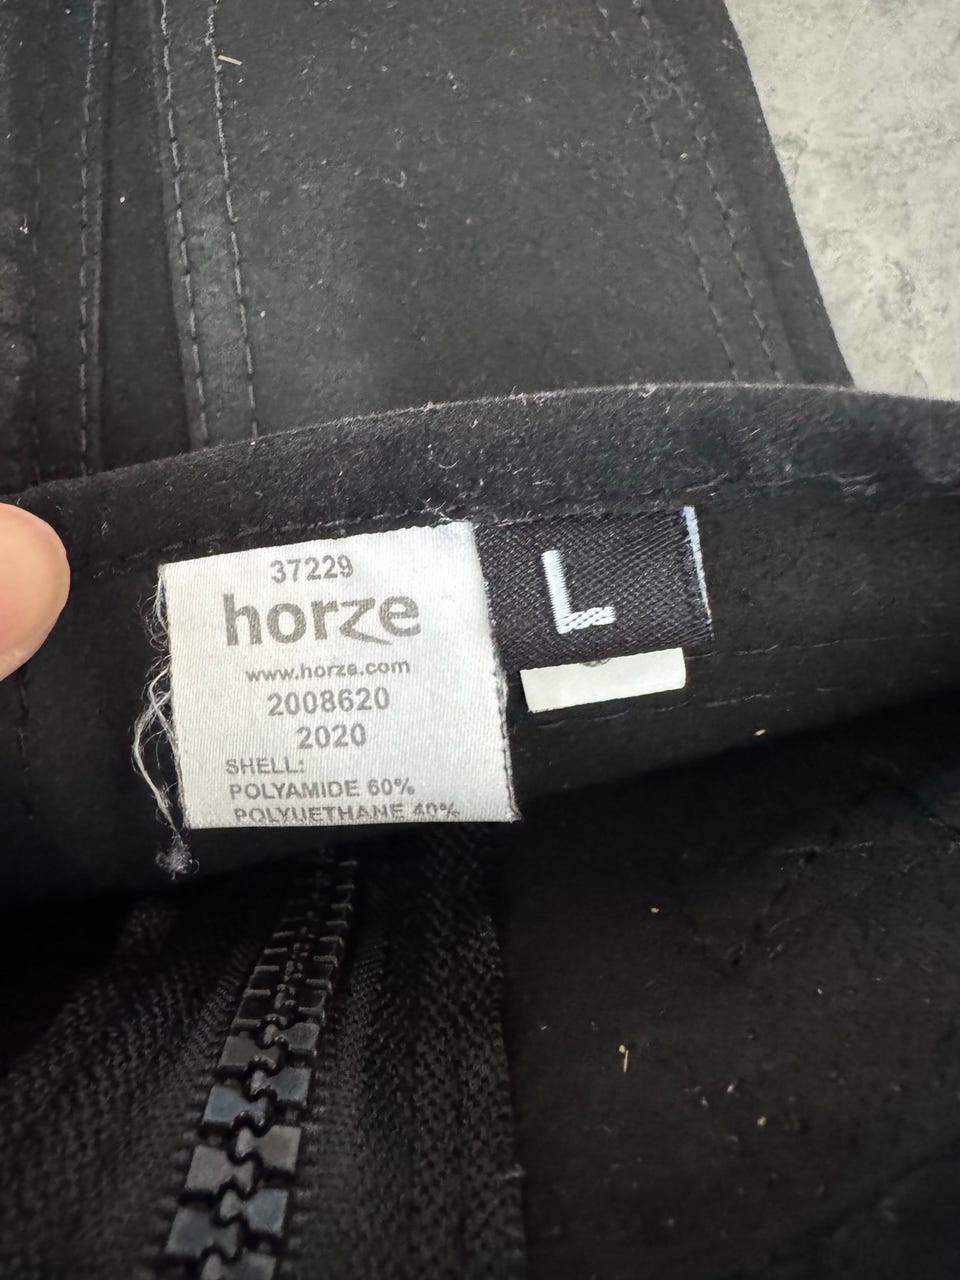 37229
horze
www.horze.com
2008620
2020
SHELL:
POLYAMIDE 60%
POLYUETHANE 40%
L